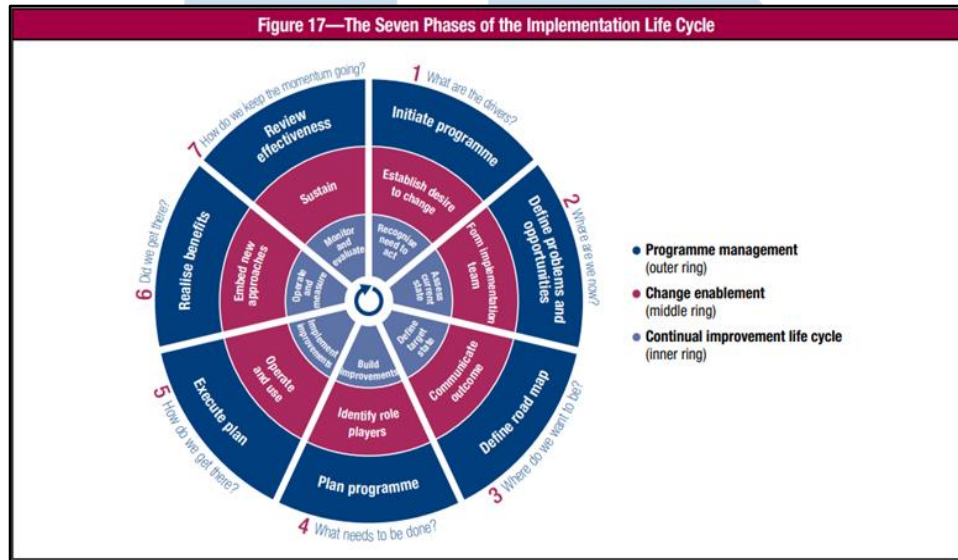 Figure 17—The Seven Phases of the Implementation Life Cycle
1 What are the drivers?
Initiate programme
Establish desire
to change
Recognise
need to
act
2 Where are we now?
Define problems and
opportunities
Form implementation
team
Assess
current
state
3 Where do we want to be?
Define road map
Communicate
outcome
Define
target
state
4 What needs to be done?
Plan programme
Identify role
players
Build
improvements
5 How do we get there?
Execute plan
Operate
and use
Implement
improvements
6 Did we get there?
Realise benefits
Embed new
approaches
Operate
and
measure
7 How do we keep the momentum going?
Review
effectiveness
Sustain
Monitor
and
evaluate
• Programme management
(outer ring)
• Change enablement
(middle ring)
• Continual improvement life cycle
(inner ring)